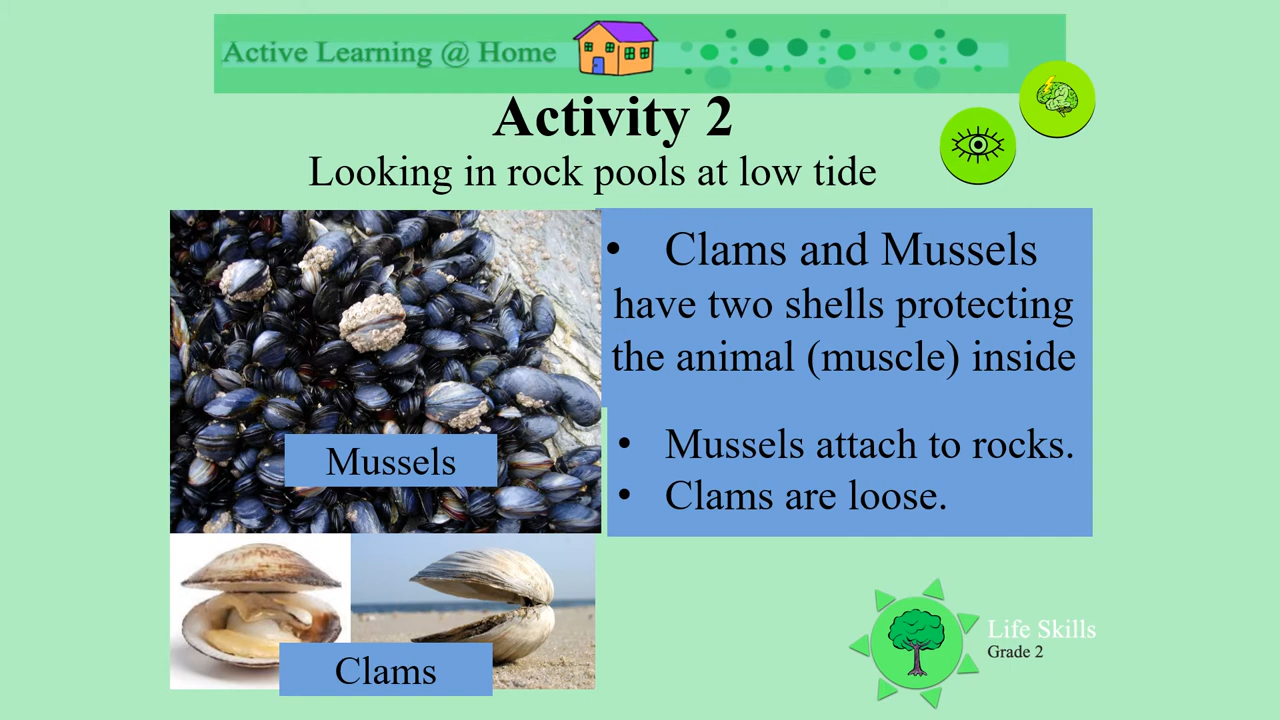 Active Learning @ Home
Activity 2
Looking in rock pools at low tide
• Clams and Mussels
have two shells protecting
the animal (muscle) inside
• Mussels attach to rocks.
• Clams are loose.
Mussels
Clams
Life Skills
Grade 2